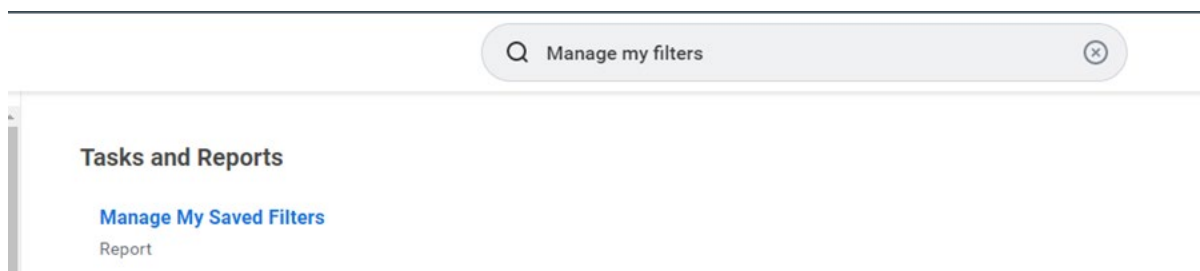 Manage my filters
Tasks and Reports
Manage My Saved Filters
Report